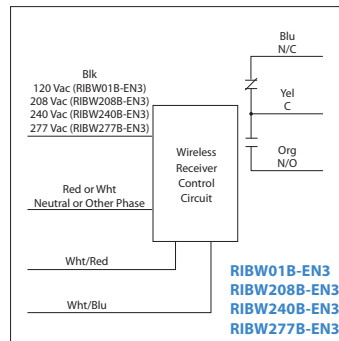 Blu
N/C
Blk
120 Vac (RIBW01B-EN3)
208 Vac (RIBW208B-EN3)
240 Vac (RIBW240B-EN3)
277 Vac (RIBW277B-EN3)
Yel
C
Org
N/O
Wireless
Receiver
Control
Circuit
Red or Wht
Neutral or Other Phase
Wht/Red
Wht/Blu
RIBW01B-EN3
RIBW208B-EN3
RIBW240B-EN3
RIBW277B-EN3